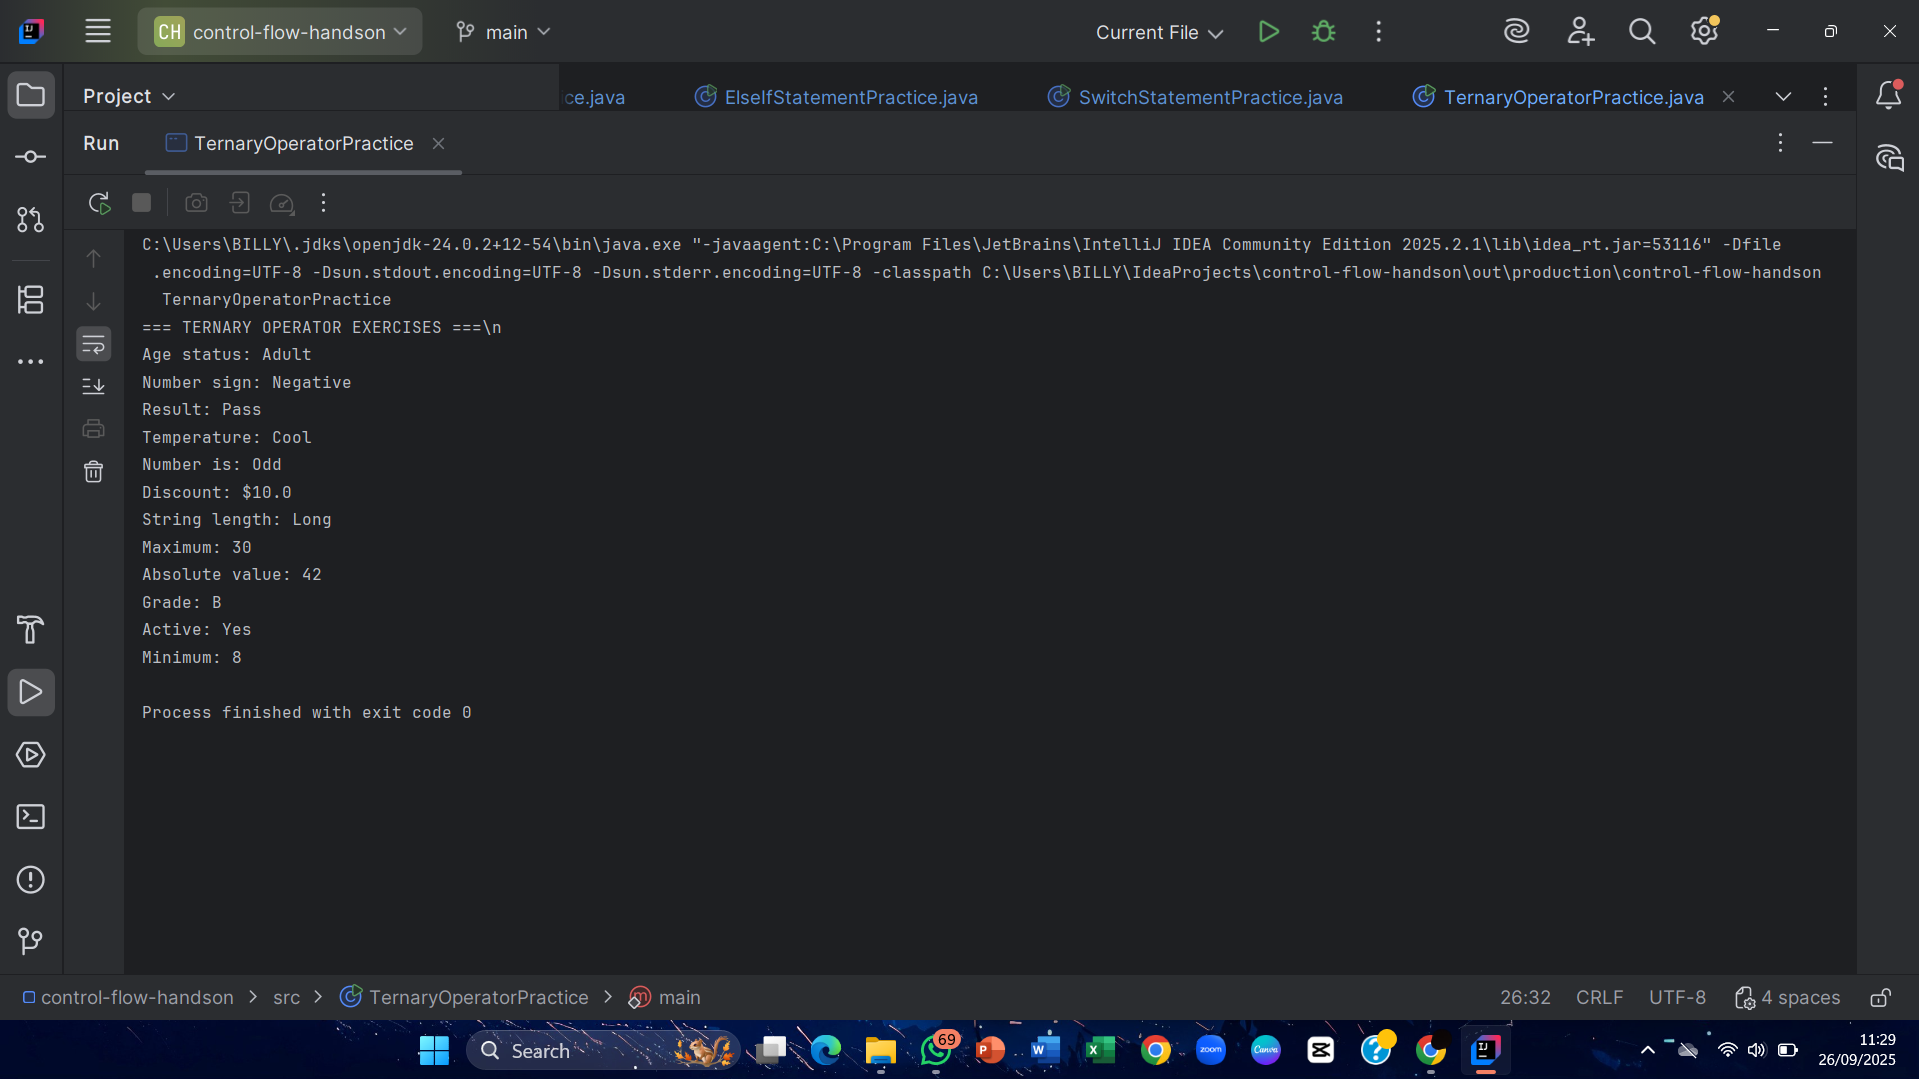 CH control-flow-handson main Current File
Project ce.java ElseIfStatementPractice.java SwitchStatementPractice.java TernaryOperatorPractice.java
Run TernaryOperatorPractice
C:\Users\BILLY\.jdks\openjdk-24.0.2+12-54\bin\java.exe "-javaagent:C:\Program Files\JetBrains\IntelliJ IDEA Community Edition 2025.2.1\lib\idea_rt.jar=53116" -Dfile
.encoding=UTF-8 -Dsun.stdout.encoding=UTF-8 -Dsun.stderr.encoding=UTF-8 -classpath C:\Users\BILLY\IdeaProjects\control-flow-handson\out\production\control-flow-handson
TernaryOperatorPractice
=== TERNARY OPERATOR EXERCISES ===\n
Age status: Adult
Number sign: Negative
Result: Pass
Temperature: Cool
Number is: Odd
Discount: $10.0
String length: Long
Maximum: 30
Absolute value: 42
Grade: B
Active: Yes
Minimum: 8
Process finished with exit code 0
control-flow-handson > src > TernaryOperatorPractice > main 26:32 CRLF UTF-8 4 spaces
Search 69 zoom Canva 11:29
26/09/2025